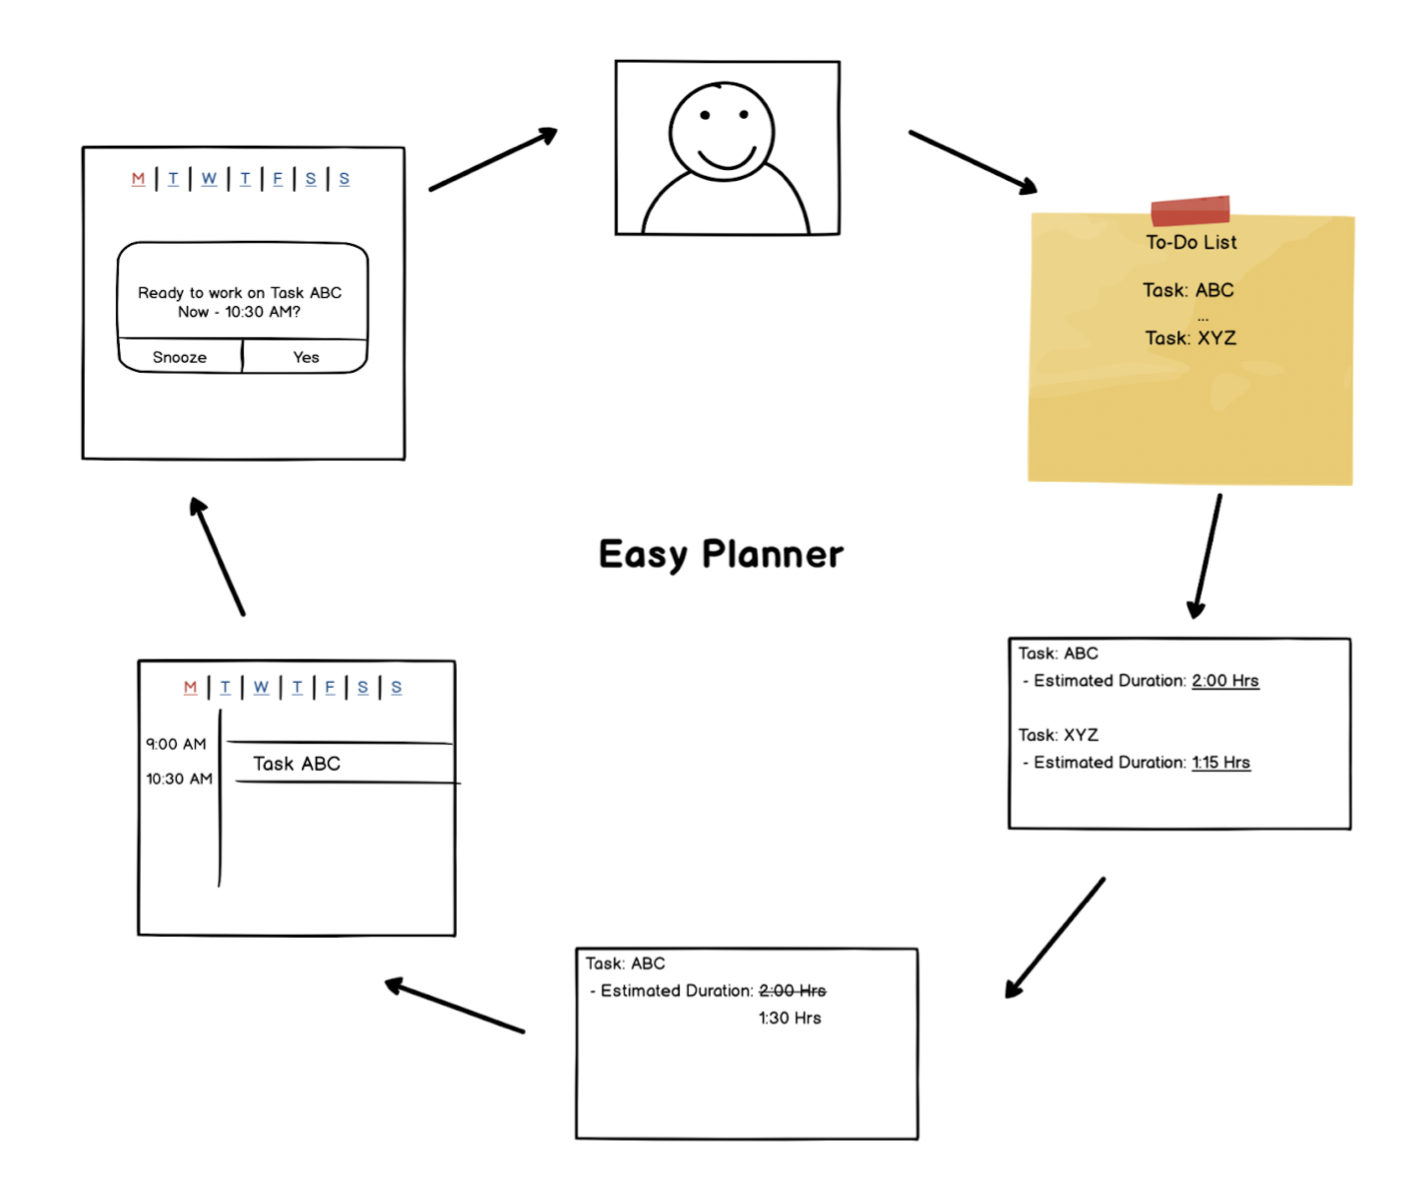 M | T | W | T | F | S | S
Ready to work on Task ABC
Now - 10:30 AM?
Snooze
Yes
To-Do List
Task: ABC
...
Task: XYZ
Easy Planner
Task: ABC
- Estimated Duration: 2:00 Hrs
Task: XYZ
- Estimated Duration: 1:15 Hrs
M | T | W | T | F | S | S
9:00 AM
Task ABC
10:30 AM
Task: ABC
- Estimated Duration: 2:00 Hrs
1:30 Hrs